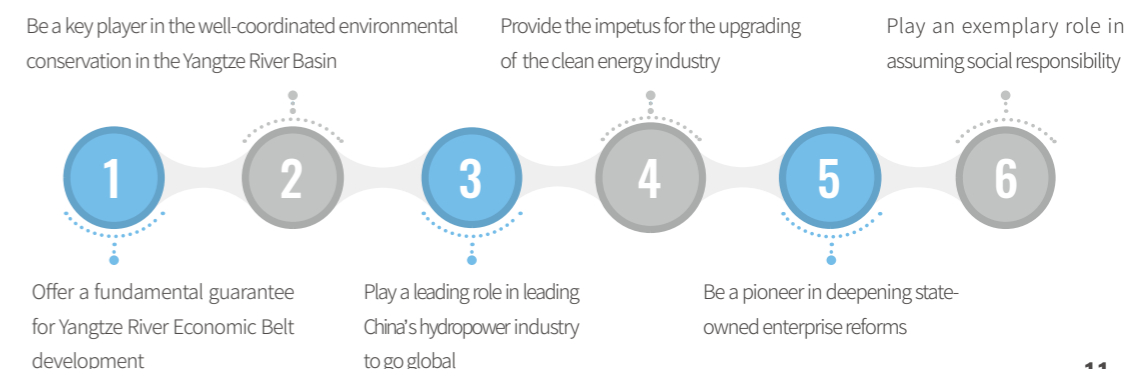 Be a key player in the well-coordinated environmental
conservation in the Yangtze River Basin
Provide the impetus for the upgrading
of the clean energy industry
Play an exemplary role in
assuming social responsibility
1
2
3
4
5
6
Offer a fundamental guarantee
for Yangtze River Economic Belt
development
Play a leading role in leading
China's hydropower industry
to go global
Be a pioneer in deepening state-
owned enterprise reforms
11